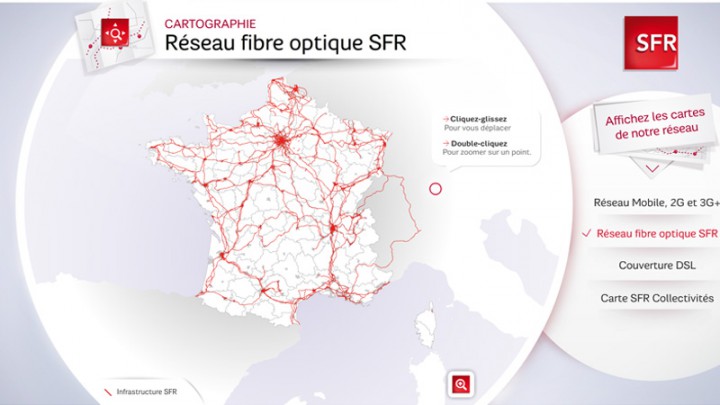 CARTOGRAPHIE
Réseau fibre optique SFR
SFR
Cliquez-glissez
Pour vous déplacer
Double-cliquez
Pour zoomer sur un point.
Affichez les cartes
de notre réseau
Réseau Mobile, 2G et 3G+
Réseau fibre optique SFR
Couverture DSL
Carte SFR Collectivités
Infrastructure SFR